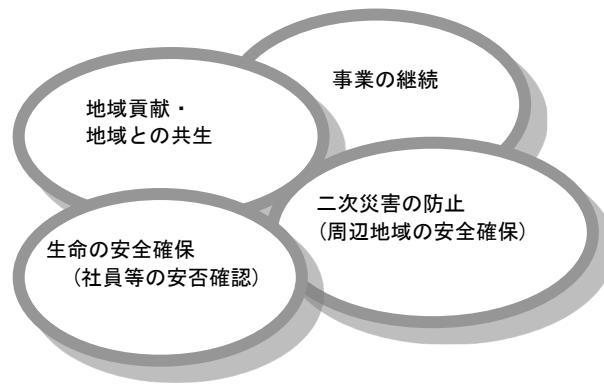 事業の継続
地域貢献・
地域との共生
二次災害の防止
(周辺地域の安全確保)
生命の安全確保
(社員等の安否確認)